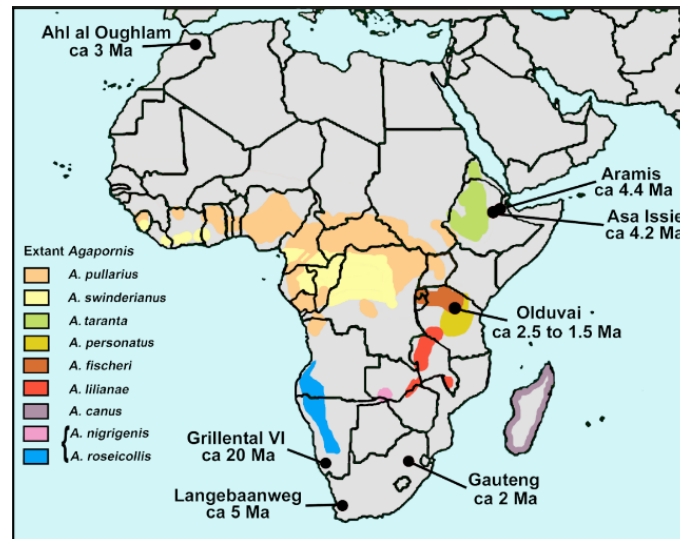 Ahl al Oughlam
ca 3 Ma
Aramis
ca 4.4 Ma
Asa Issie
ca 4.2 Ma
Extant Agapornis
A. pullarius
A. swinderianus
A. taranta
A. personatus
A. fischeri
A. lilianae
A. canus
A. nigrigenis
A. roseicollis
Olduvai
ca 2.5 to 1.5 Ma
Grillental VI
ca 20 Ma
Langebaanweg
ca 5 Ma
Gauteng
ca 2 Ma